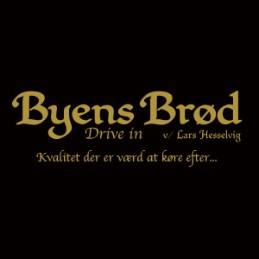 Byens Brød
Drive in v/ Lars Hesselvig
Kvalitet der er værd at køre efter...